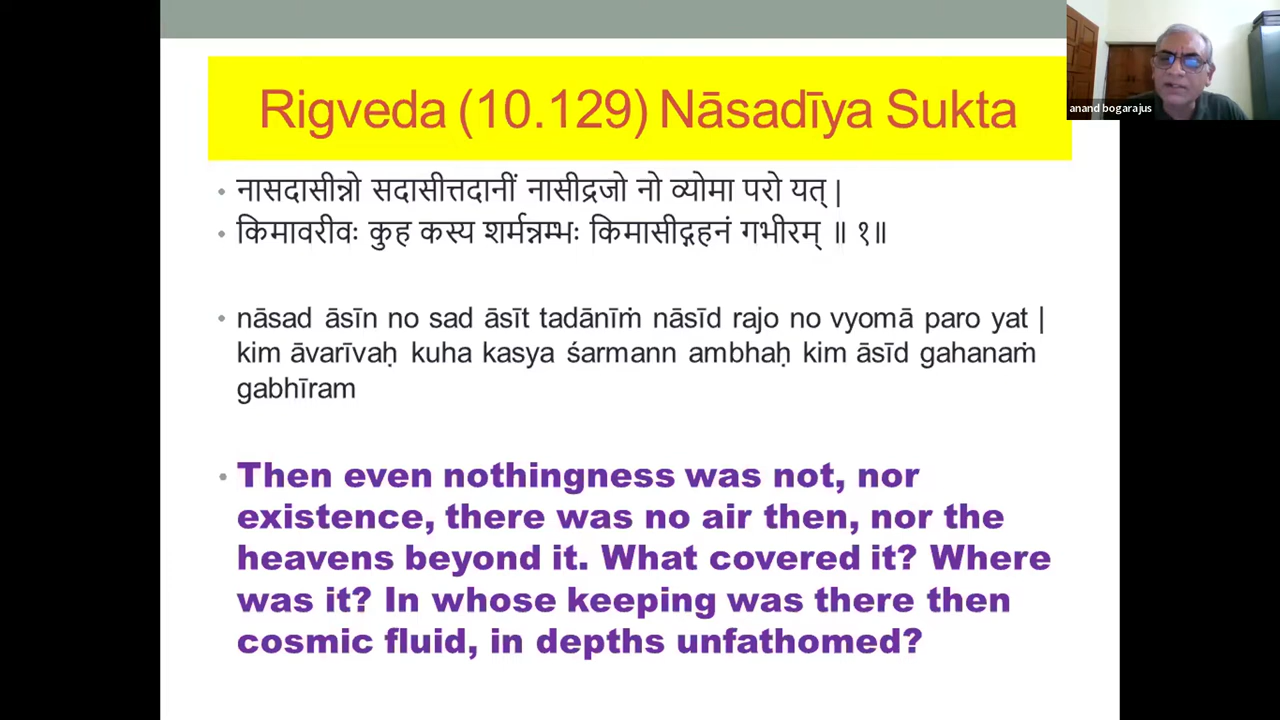 Rigveda (10.129) Nāsadīya Sukta
anand bogarajus
• नासदासीन्नो सदासीत्तदानीं नासीद्रजो नो व्योमा परो यत् |
• किमावरीवः कुह कस्य शर्मन्नम्भः किमासीद्गहनं गभीरम् ॥ १॥
• nāsad āsīn no sad āsīt tadānīṁ nāsīd rajo no vyomā paro yat |
kim āvarīvaḥ kuha kasya śarmann ambhaḥ kim āsīd gahanaṁ
gabhīram
• Then even nothingness was not, nor
existence, there was no air then, nor the
heavens beyond it. What covered it? Where
was it? In whose keeping was there then
cosmic fluid, in depths unfathomed?